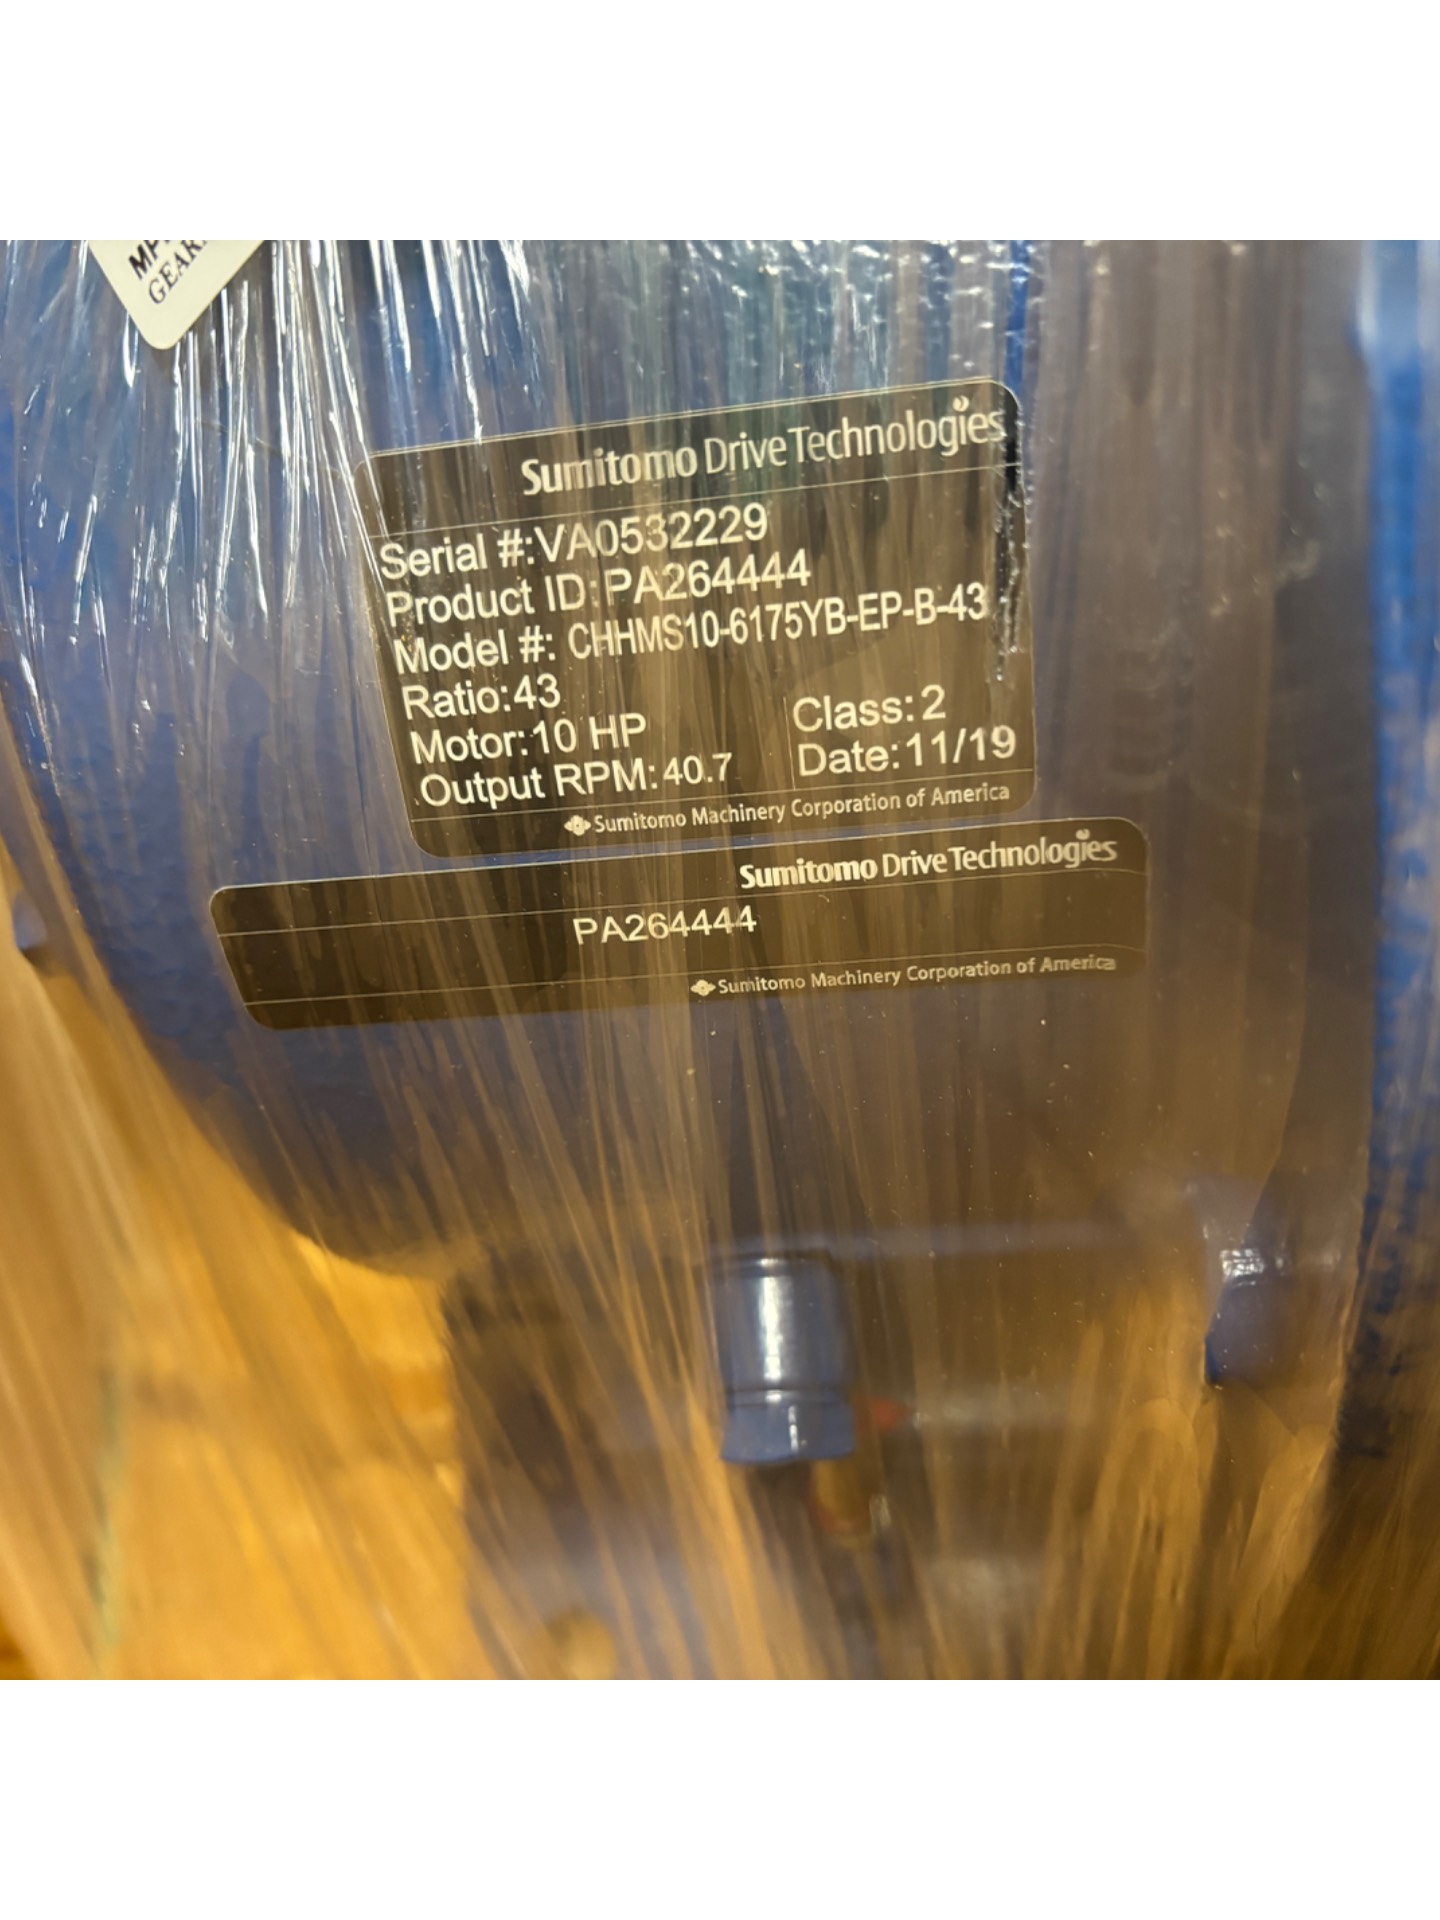 Sumitomo Drive Technologies
Serial #:VA0532229
Product ID:PA264444
Model #: CHHMS10-6175YB-EP-B-43
Ratio:43
Motor:10 HP
Class:2
Output RPM:40.7
Date:11/19
Sumitomo Machinery Corporation of America
Sumitomo Drive Technologies
PA264444
Sumitomo Machinery Corporation of America